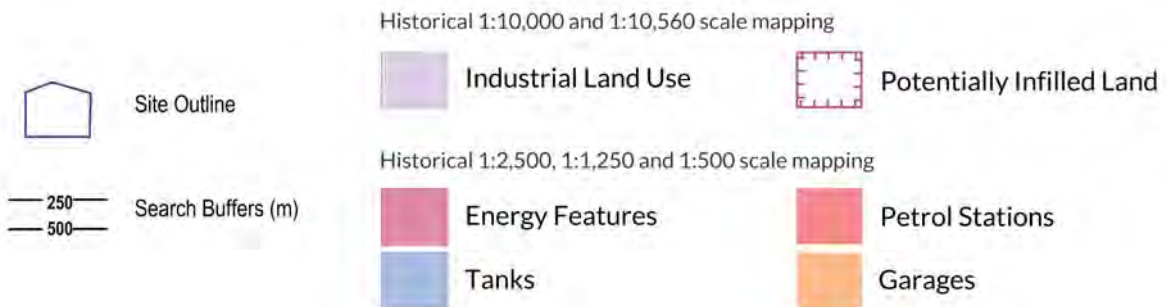 Historical 1:10,000 and 1:10,560 scale mapping
Industrial Land Use
Potentially Infilled Land
Site Outline
Historical 1:2,500, 1:1,250 and 1:500 scale mapping
250
500
Search Buffers (m)
Energy Features
Petrol Stations
Tanks
Garages